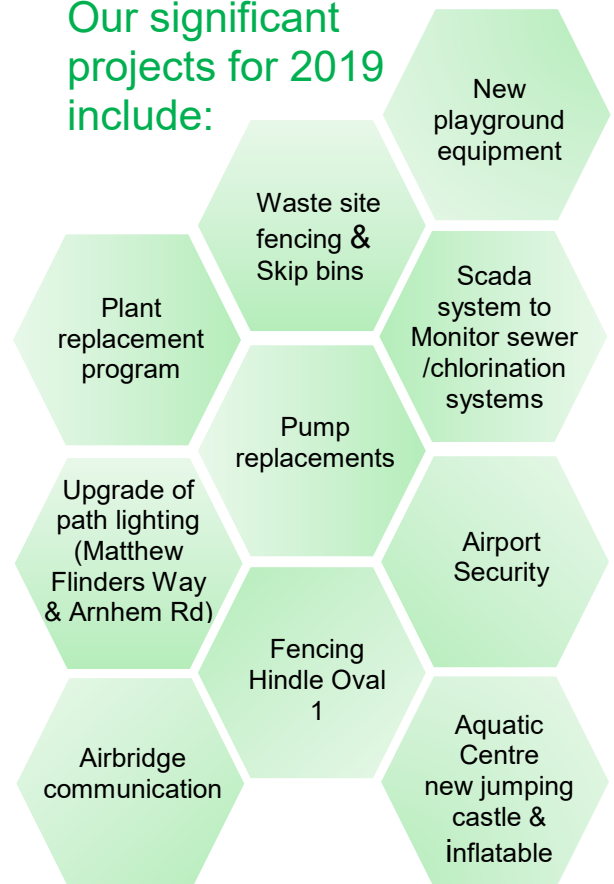 Our significant
projects for 2019
include:
New
playground
equipment
Waste site
fencing &
Skip bins
Scada
system to
Monitor sewer
/chlorination
systems
Plant
replacement
program
Pump
replacements
Upgrade of
path lighting
(Matthew
Flinders Way
& Arnhem Rd)
Airport
Security
Fencing
Hindle Oval
1
Airbridge
communication
Aquatic
Centre
new jumping
castle &
inflatable